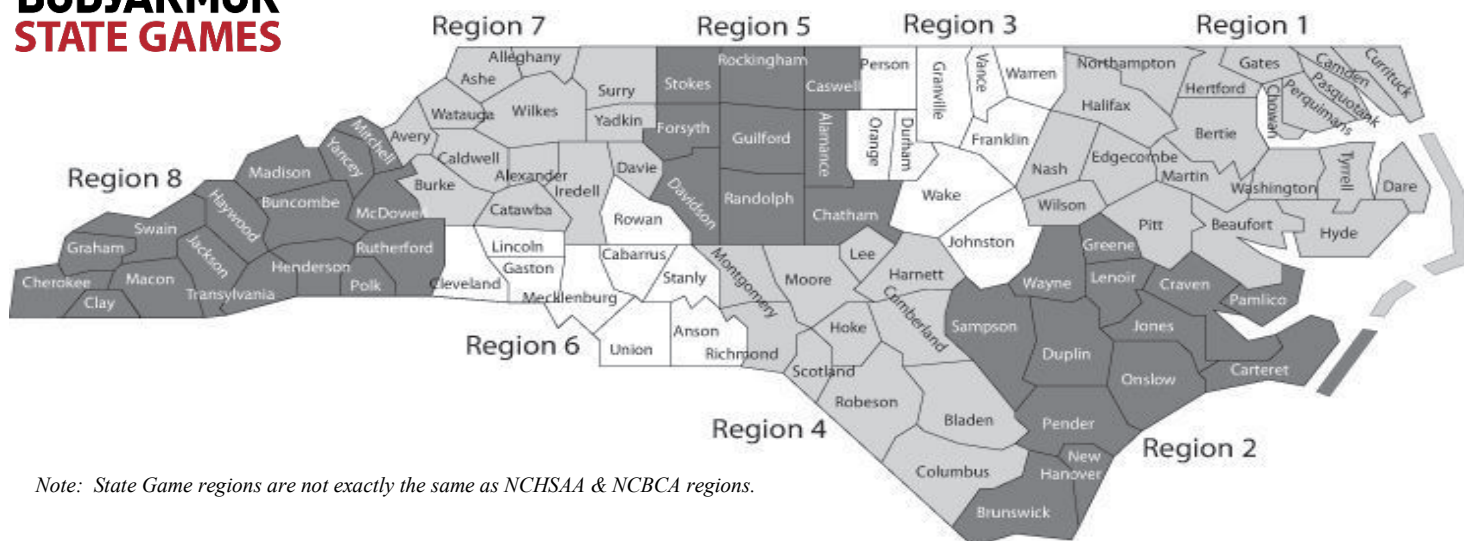 BODYARMOR
STATE GAMES
Region 7
Region 5
Region 3
Region 1
Alleghany
Ashe
Surry
Stokes
Rockingham
Caswell
Person
Granville
Vance
Warren
Northampton
Gates
Camden
Currituck
Pasquotank
Perquimans
Chowan
Hertford
Halifax
Bertie
Watauga
Wilkes
Yadkin
Forsyth
Guilford
Alamance
Orange
Durham
Franklin
Nash
Edgecombe
Martin
Washington
Tyrrell
Dare
Mitchell
Avery
Yancey
Madison
Caldwell
Alexander
Iredell
Davie
Davidson
Randolph
Chatham
Wake
Wilson
Pitt
Beaufort
Hyde
Region 8
Burke
Catawba
Rowan
Buncombe
McDowell
Haywood
Swain
Graham
Jackson
Rutherford
Lincoln
Cabarrus
Stanly
Montgomery
Moore
Lee
Harnett
Johnston
Greene
Wayne
Lenoir
Craven
Pamlico
Cherokee
Macon
Clay
Transylvania
Henderson
Polk
Cleveland
Gaston
Mecklenburg
Region 6
Union
Anson
Richmond
Hoke
Cumberland
Sampson
Jones
Duplin
Onslow
Carteret
Scotland
Robeson
Bladen
Pender
Region 4
Region 2
Columbus
New
Hanover
Brunswick
Note: State Game regions are not exactly the same as NCHSAA & NCBCA regions.